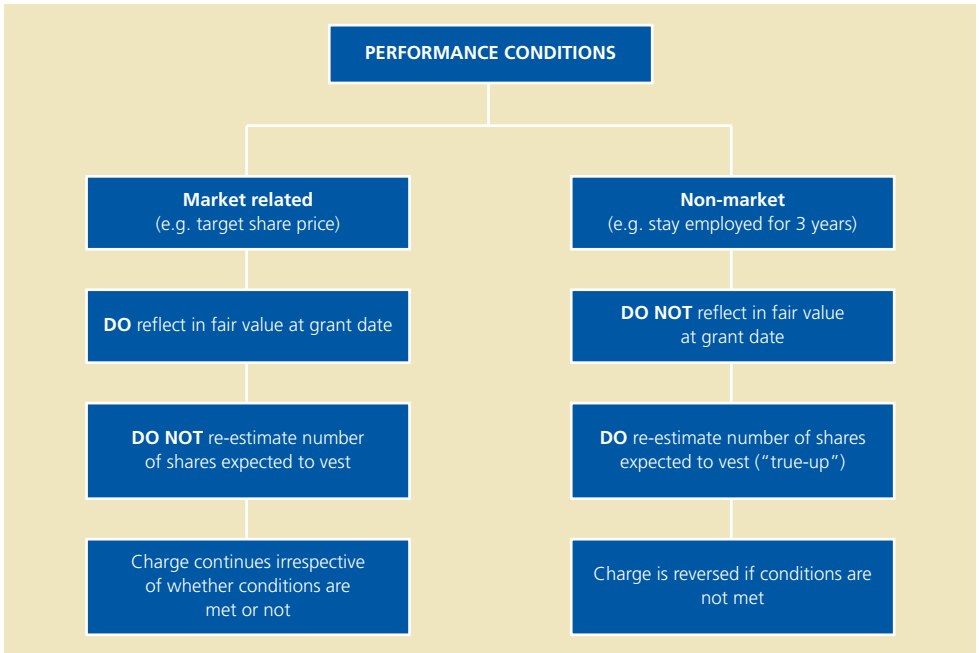 PERFORMANCE CONDITIONS
Market related
(e.g. target share price)
DO reflect in fair value at grant date
DO NOT re-estimate number
of shares expected to vest
Charge continues irrespective
of whether conditions are
met or not
Non-market
(e.g. stay employed for 3 years)
DO NOT reflect in fair value
at grant date
DO re-estimate number of shares
expected to vest (“true-up”)
Charge is reversed if conditions are
not met